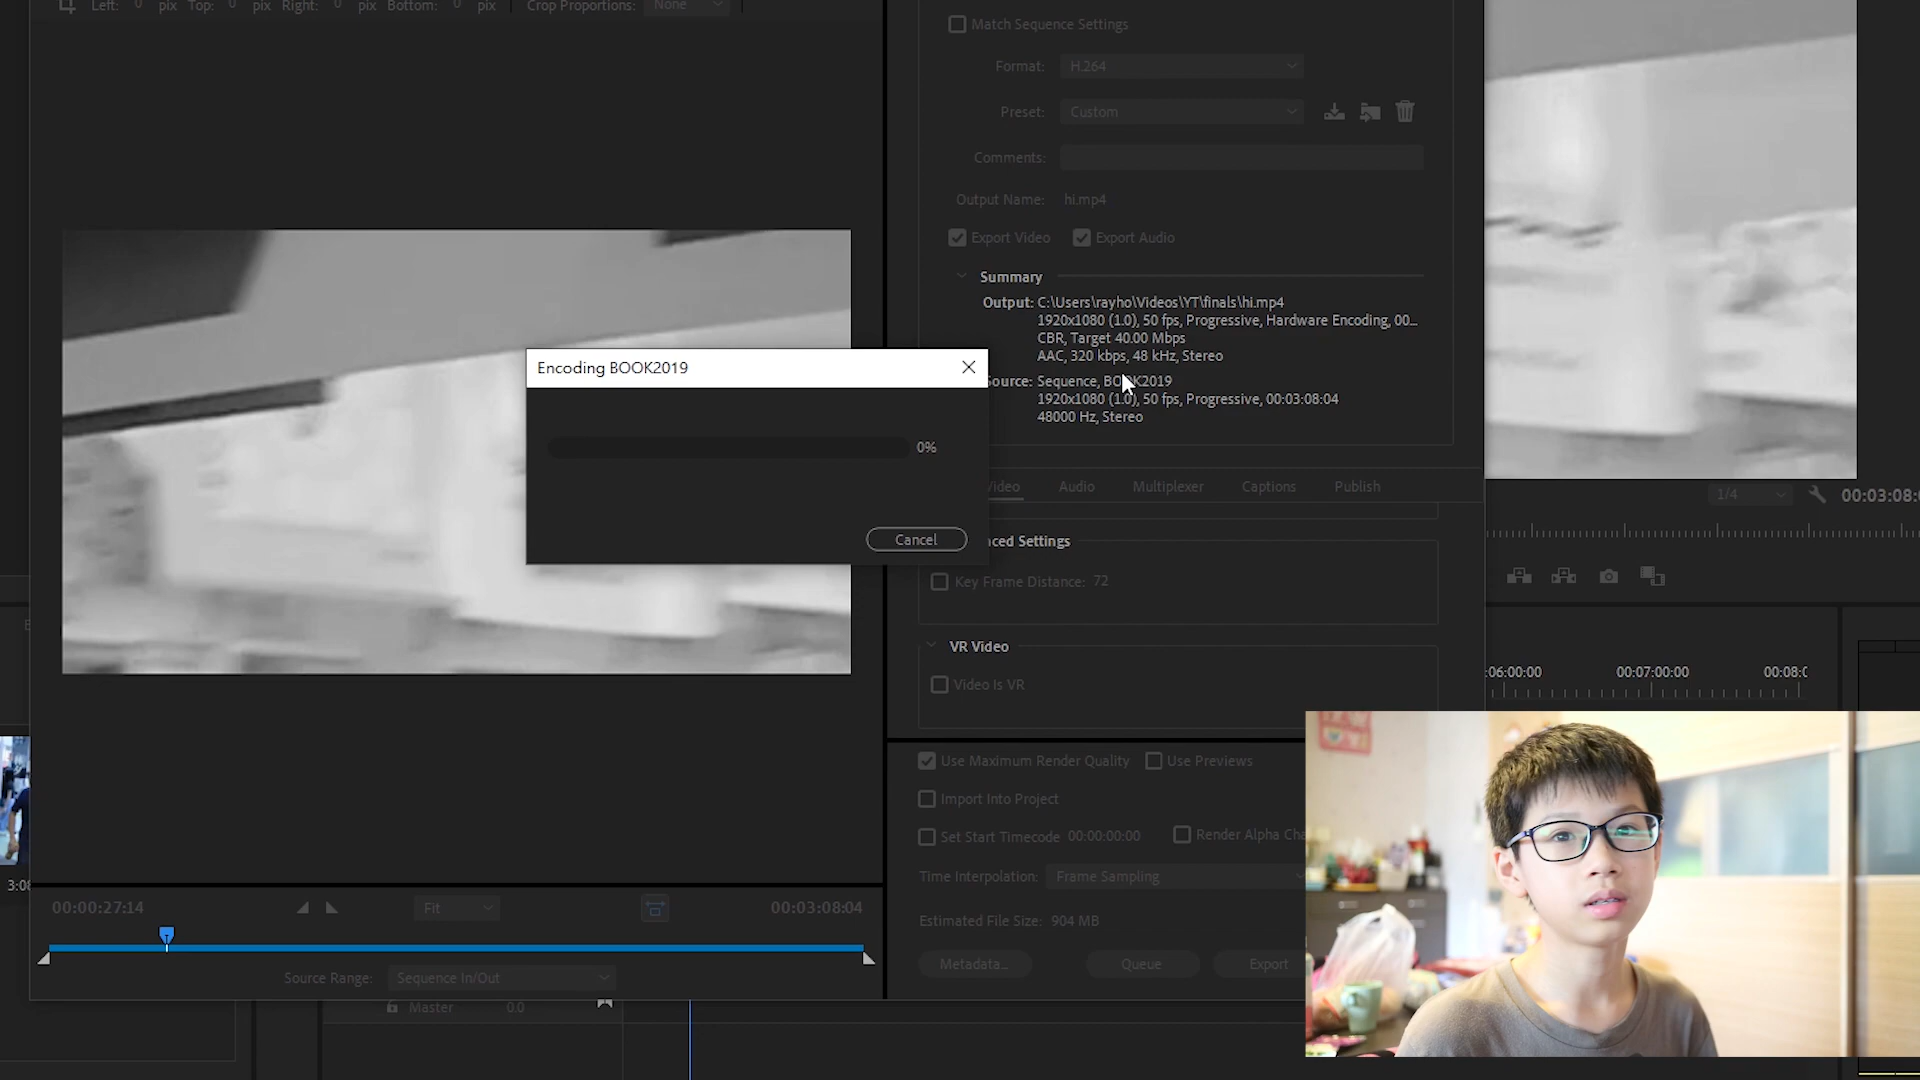 Left: 0 pix Top: 0 pix Right: 0 pix Bottom: 0 pix Crop Proportions: None
Match Sequence Settings
Format: H.264
Preset: Custom
Comments:
Output Name: hi.mp4
Export Video Export Audio
Summary
Output: C:\Users\rayho\Videos\YT\finals\hi.mp4
1920x1080 (1.0), 50 fps, Progressive, Hardware Encoding, 00...
CBR, Target 40.00 Mbps
AAC, 320 kbps, 48 kHz, Stereo
Source: Sequence, BOOK2019
1920x1080 (1.0), 50 fps, Progressive, 00:03:08:04
48000 Hz, Stereo
Encoding BOOK2019
0%
Cancel
Video Audio Multiplexer Captions Publish
1/4 00:03:08:0
nced Settings
Key Frame Distance: 72
VR Video
Video Is VR
:06:00:00 00:07:00:00 00:08:0
Use Maximum Render Quality Use Previews
Import Into Project
Set Start Timecode 00:00:00:00 Render Alpha Cha
Time Interpolation: Frame Sampling
Estimated File Size: 904 MB
Metadata... Queue Export
3:08
00:00:27:14 Fit 00:03:08:04
Source Range: Sequence In/Out
Master 0.0